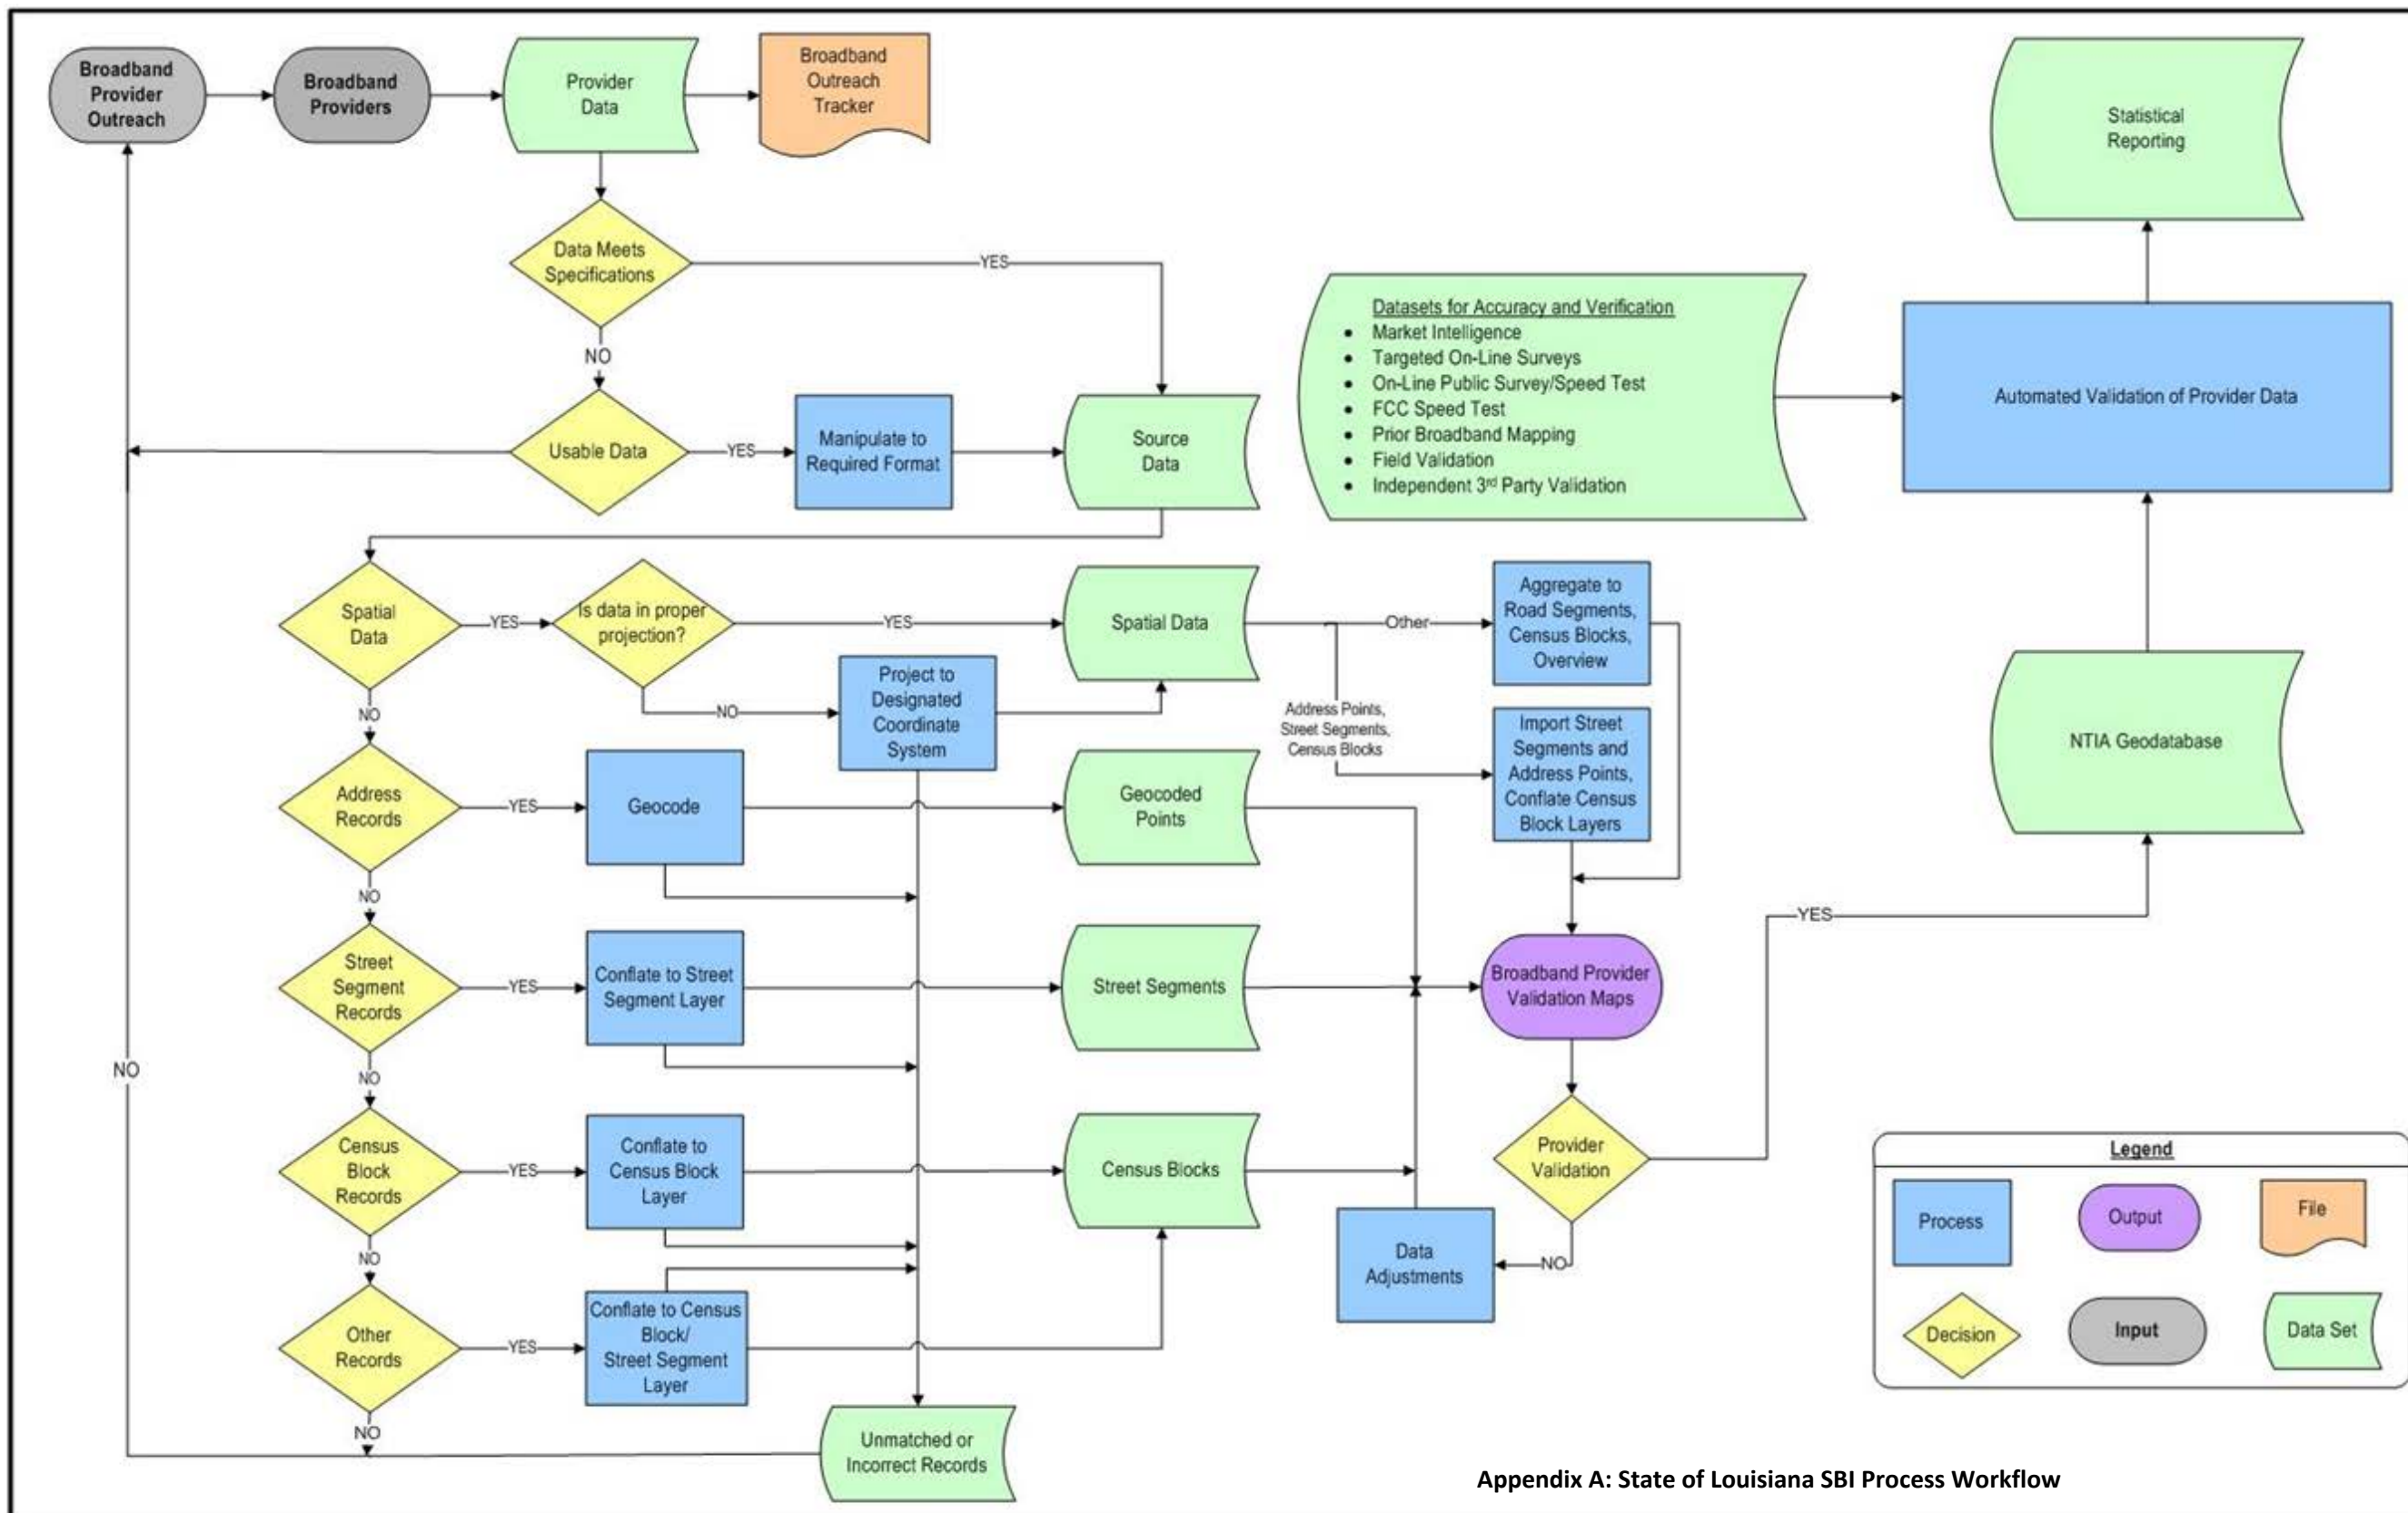 Broadband
Provider
Outreach
Broadband
Providers
Provider
Data
Broadband
Outreach
Tracker
Statistical
Reporting
Data Meets
Specifications
YES
NO
Datasets for Accuracy and Verification
• Market Intelligence
• Targeted On-Line Surveys
• On-Line Public Survey/Speed Test
• FCC Speed Test
• Prior Broadband Mapping
• Field Validation
• Independent 3rd Party Validation
Automated Validation of Provider Data
Usable Data
YES
Manipulate to
Required Format
Source
Data
Spatial
Data
YES
Is data in proper
projection?
YES
Spatial Data
Other
Aggregate to
Road Segments,
Census Blocks,
Overview
NO
NO
Project to
Designated
Coordinate
System
Address Points,
Street Segments,
Census Blocks
Import Street
Segments and
Address Points,
Conflate Census
Block Layers
NTIA Geodatabase
Address
Records
YES
Geocode
Geocoded
Points
NO
YES
Street
Segment
Records
YES
Conflate to Street
Segment Layer
Street Segments
Broadband Provider
Validation Maps
NO
NO
Census
Block
Records
YES
Conflate to
Census Block
Layer
Census Blocks
Provider
Validation
NO
Data
Adjustments
NO
Other
Records
YES
Conflate to Census
Block/
Street Segment
Layer
NO
Unmatched or
Incorrect Records
Legend
Process
Output
File
Decision
Input
Data Set
Appendix A: State of Louisiana SBI Process Workflow